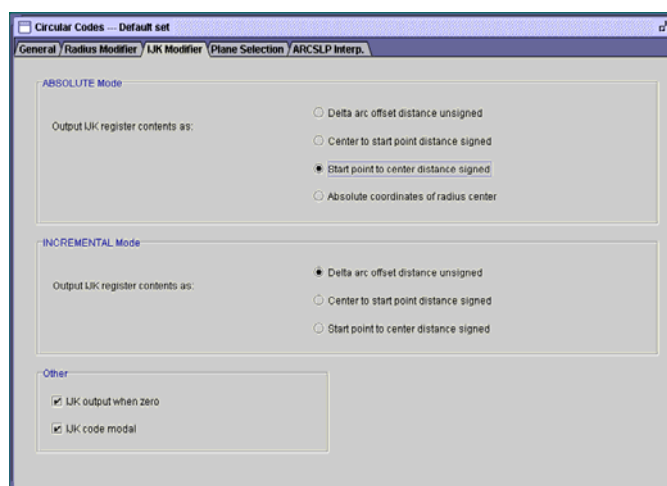 Circular Codes --- Default set
General Radius Modifier IJK Modifier Plane Selection ARCSLP Interp.
ABSOLUTE Mode
Output IJK register contents as:
Delta arc offset distance unsigned
Center to start point distance signed
Start point to center distance signed
Absolute coordinates of radius center
INCREMENTAL Mode
Output IJK register contents as:
Delta arc offset distance unsigned
Center to start point distance signed
Start point to center distance signed
Other
IJK output when zero
IJK code modal